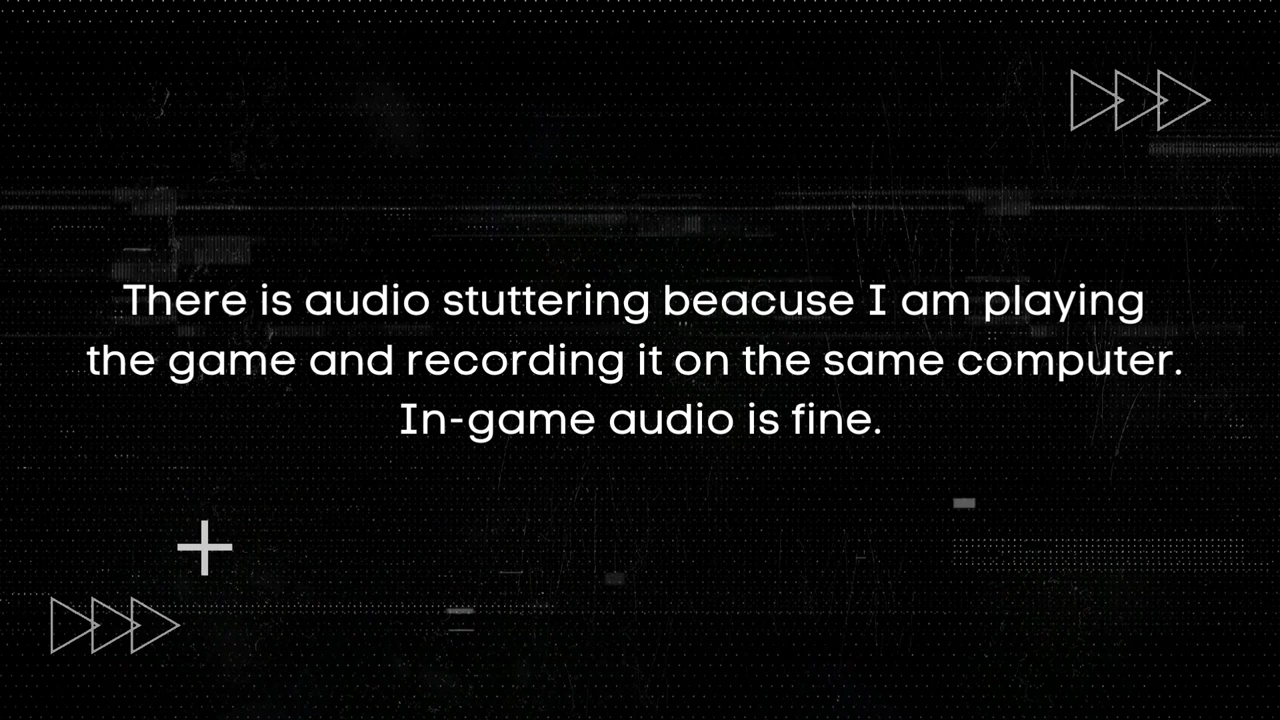 There is audio stuttering beacuse I am playing
the game and recording it on the same computer.
In-game audio is fine.